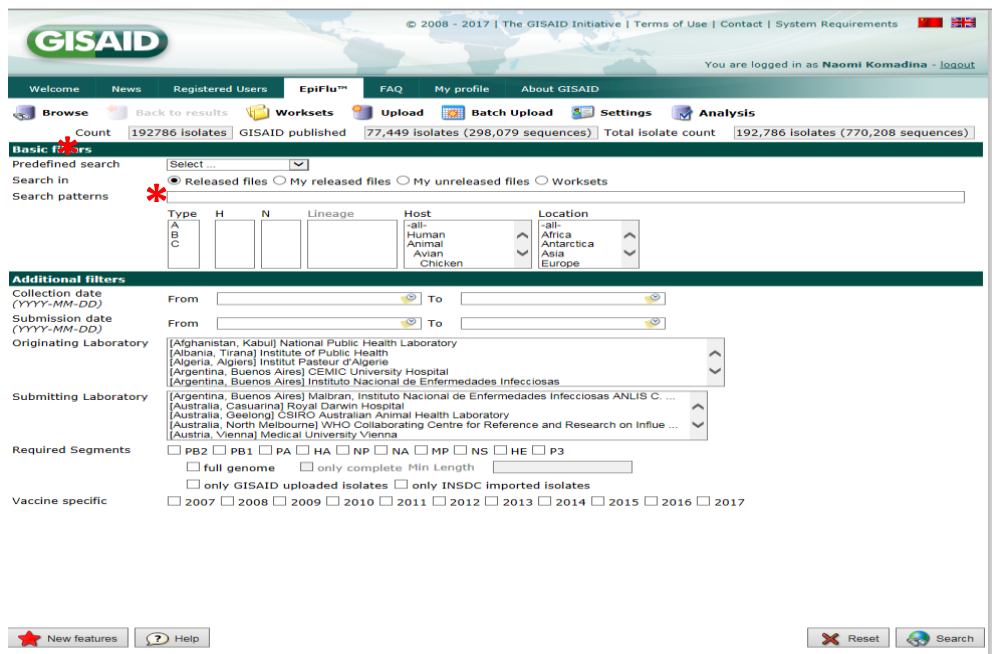 © 2008 - 2017 | The GISAID Initiative | Terms of Use | Contact | System Requirements
GISAID
You are logged in as Naomi Komadina - logout
Welcome News Registered Users EpiFlu™ FAQ My profile About GISAID
Browse Back to results Worksets Upload Batch Upload Settings Analysis
Count 192786 isolates GISAID published 77,449 isolates (298,079 sequences) Total isolate count 192,786 isolates (770,208 sequences)
Basic filters
Predefined search Select ...
Search in Released files My released files My unreleased files Worksets
Search patterns
Type H N Lineage Host Location
A -all- -all-
B Human Africa
C Animal Antarctica
Avian Asia
Chicken Europe
Additional filters
Collection date
(YYYY-MM-DD) From To
Submission date
(YYYY-MM-DD) From To
Originating Laboratory [Afghanistan, Kabul] National Public Health Laboratory
[Albania, Tirana] Institute of Public Health
[Algeria, Algiers] Institut Pasteur d'Algerie
[Argentina, Buenos Aires] CEMIC University Hospital
[Argentina, Buenos Aires] Instituto Nacional de Enfermedades Infecciosas
Submitting Laboratory [Argentina, Buenos Aires] Malbran, Instituto Nacional de Enfermedades Infecciosas ANLIS C. ...
[Australia, Casuarina] Royal Darwin Hospital
[Australia, Geelong] CSIRO Australian Animal Health Laboratory
[Australia, North Melbourne] WHO Collaborating Centre for Reference and Research on Influe ...
[Austria, Vienna] Medical University Vienna
Required Segments PB2 PB1 PA HA NP NA MP NS HE P3
full genome only complete Min Length
only GISAID uploaded isolates only INSDC imported isolates
Vaccine specific 2007 2008 2009 2010 2011 2012 2013 2014 2015 2016 2017
New features Help Reset Search